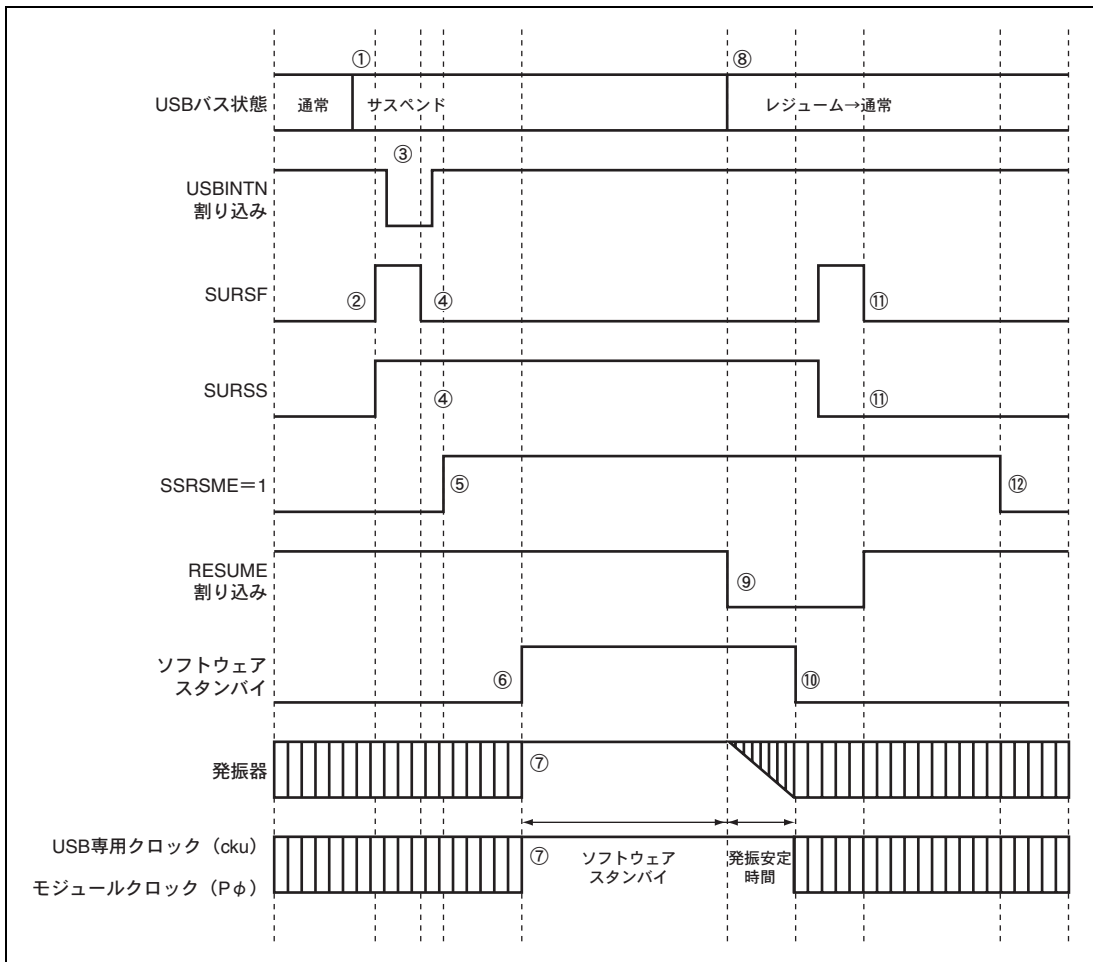 ① ⑧
USBバス状態 通常 サスペンド レジューム→通常
③
USBINTN
割り込み
SURSF ② ④ ⑪
SURSS ④ ⑪
SSRSME＝1 ⑤ ⑫
RESUME
割り込み ⑨
ソフトウェア
スタンバイ ⑥ ⑩
発振器 ⑦
USB専用クロック（cku） ⑦ ソフトウェア 発振安定
スタンバイ 時間
モジュールクロック（Pφ）